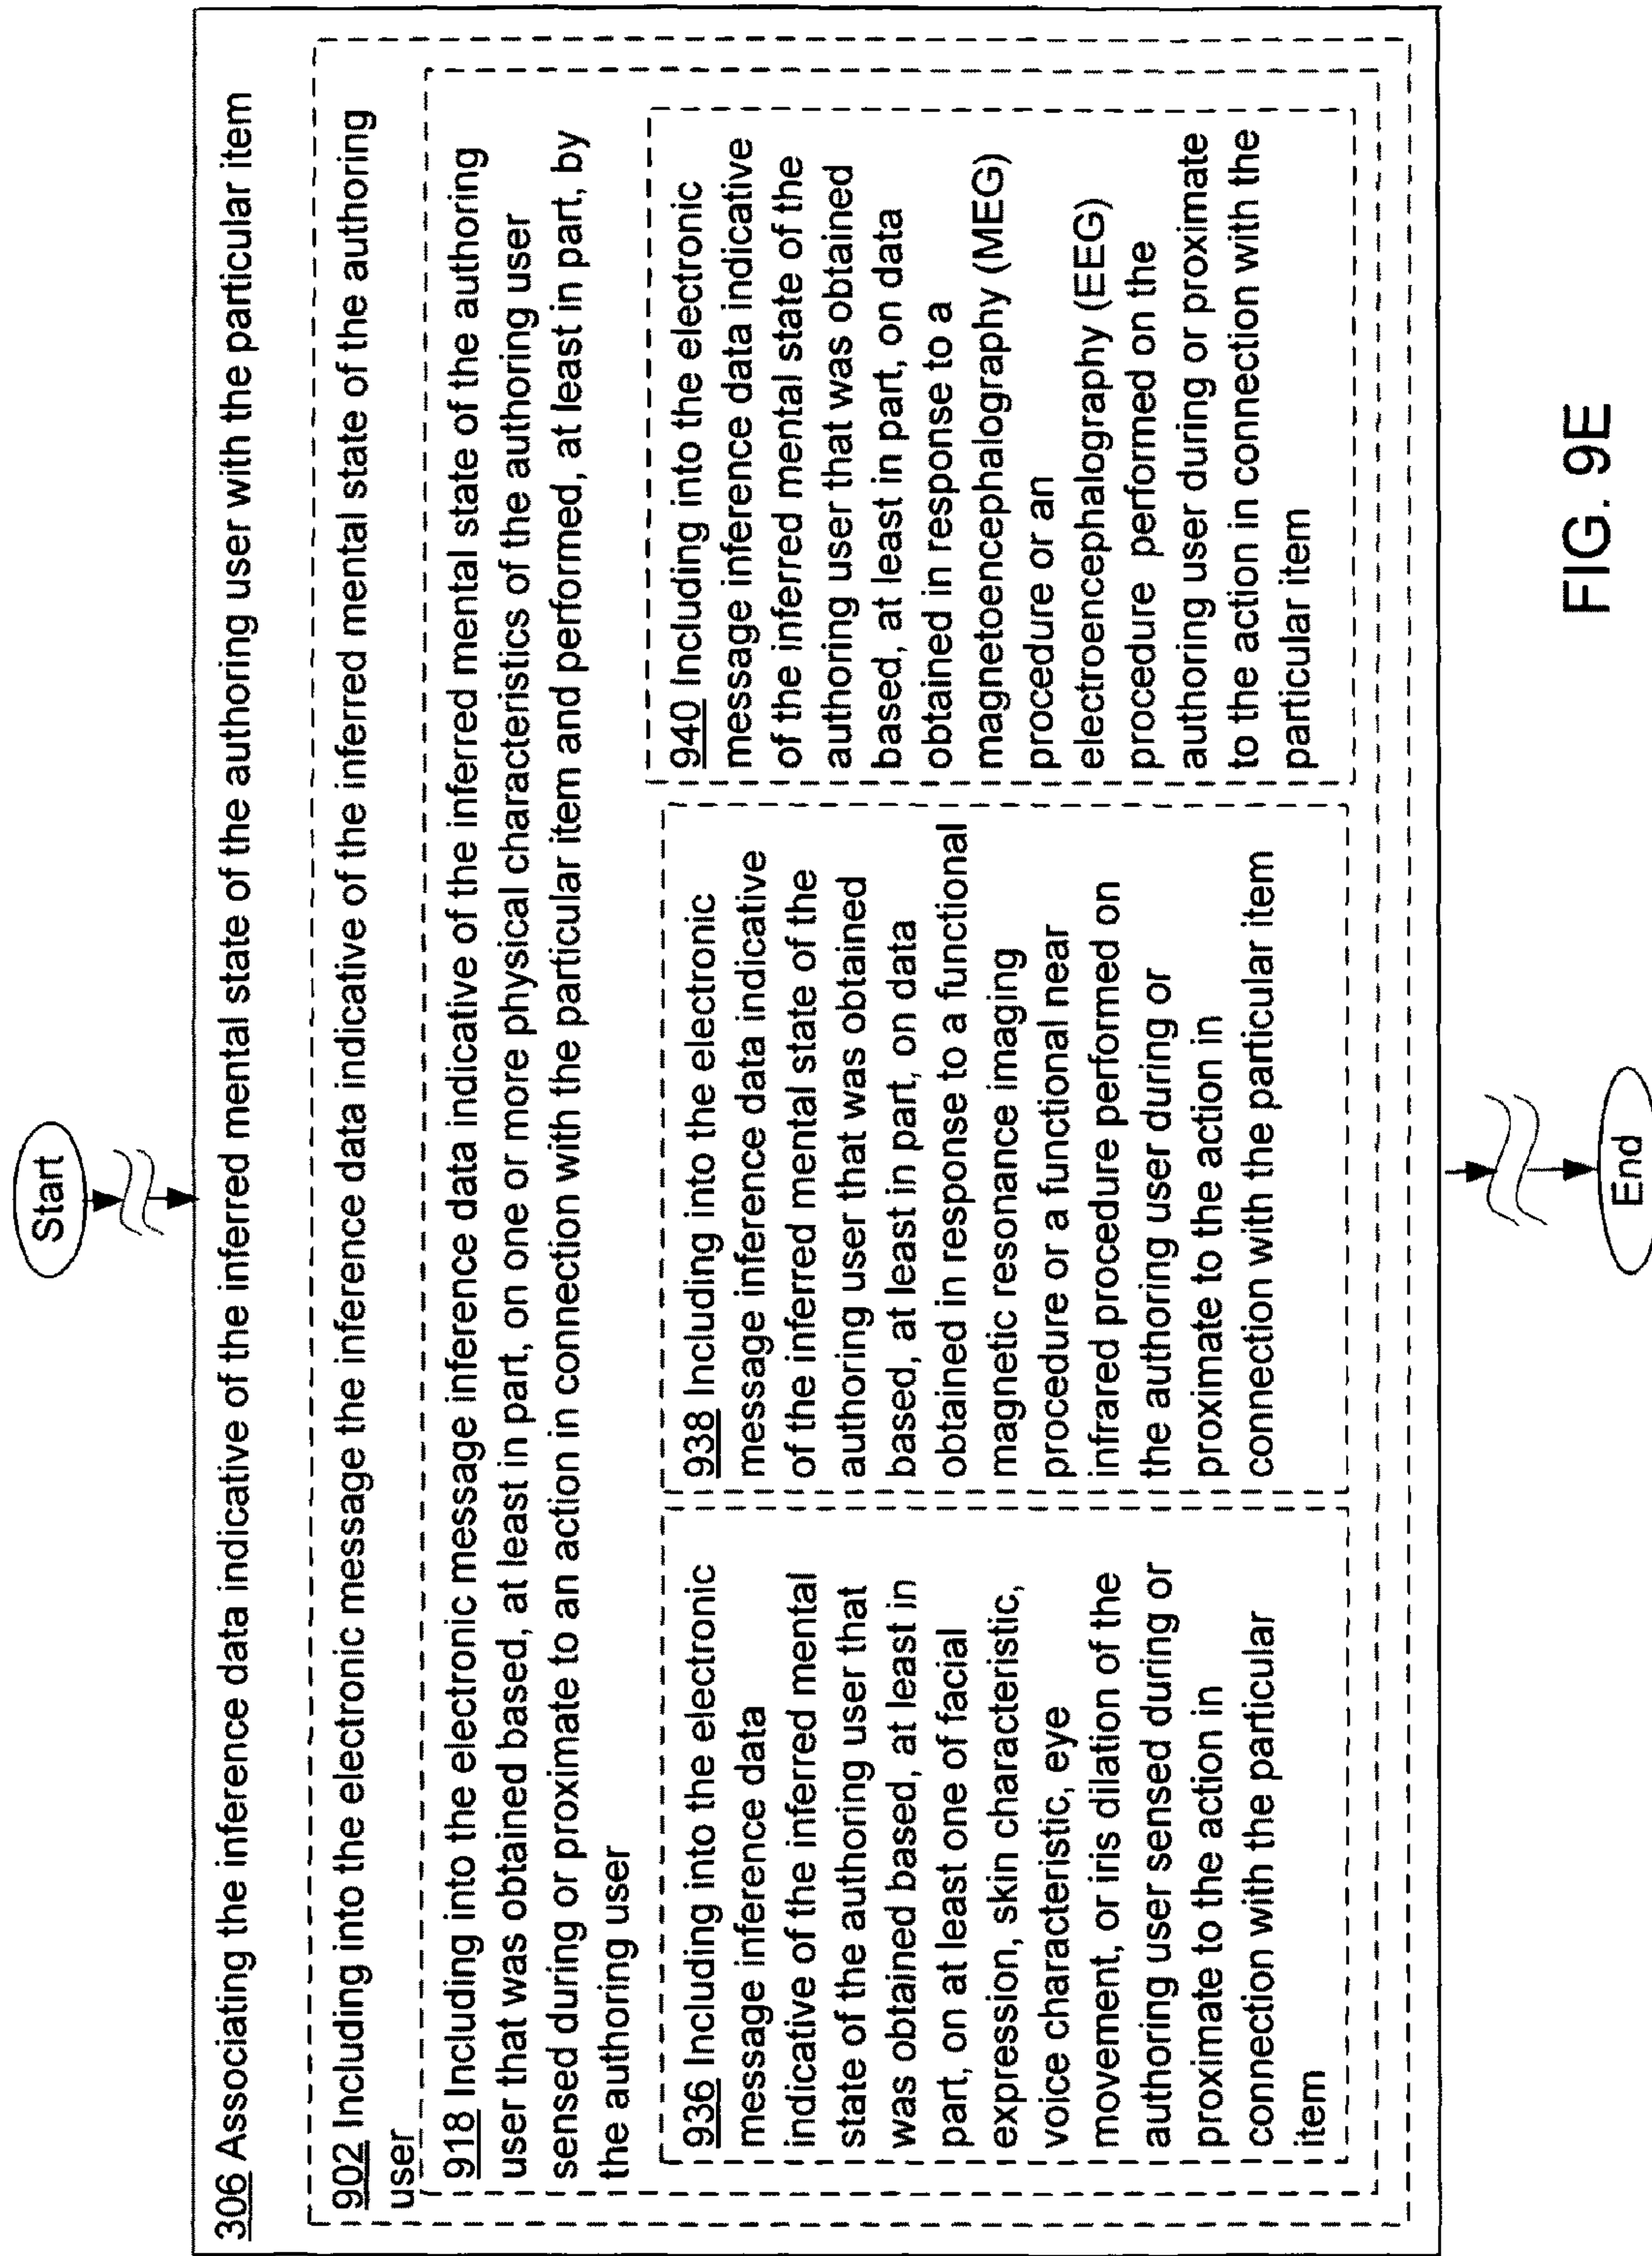 Start
306 Associating the inference data indicative of the inferred mental state of the authoring user with the particular item
902 Including into the electronic message the inference data indicative of the inferred mental state of the authoring
user
918 Including into the electronic message inference data indicative of the inferred mental state of the authoring
user that was obtained based, at least in part, on one or more physical characteristics of the authoring user
sensed during or proximate to an action in connection with the particular item and performed, at least in part, by
the authoring user
936 Including into the electronic
message inference data
indicative of the inferred mental
state of the authoring user that
was obtained based, at least in
part, on at least one of facial
expression, skin characteristic,
voice characteristic, eye
movement, or iris dilation of the
authoring user sensed during or
proximate to the action in
connection with the particular
item
938 Including into the electronic
message inference data indicative
of the inferred mental state of the
authoring user that was obtained
based, at least in part, on data
obtained in response to a functional
magnetic resonance imaging
procedure or a functional near
infrared procedure performed on
the authoring user during or
proximate to the action in
connection with the particular item
940 Including into the electronic
message inference data indicative
of the inferred mental state of the
authoring user that was obtained
based, at least in part, on data
obtained in response to a
magnetoencephalography (MEG)
procedure or an
electroencephalography (EEG)
procedure performed on the
authoring user during or proximate
to the action in connection with the
particular item
End
FIG. 9E